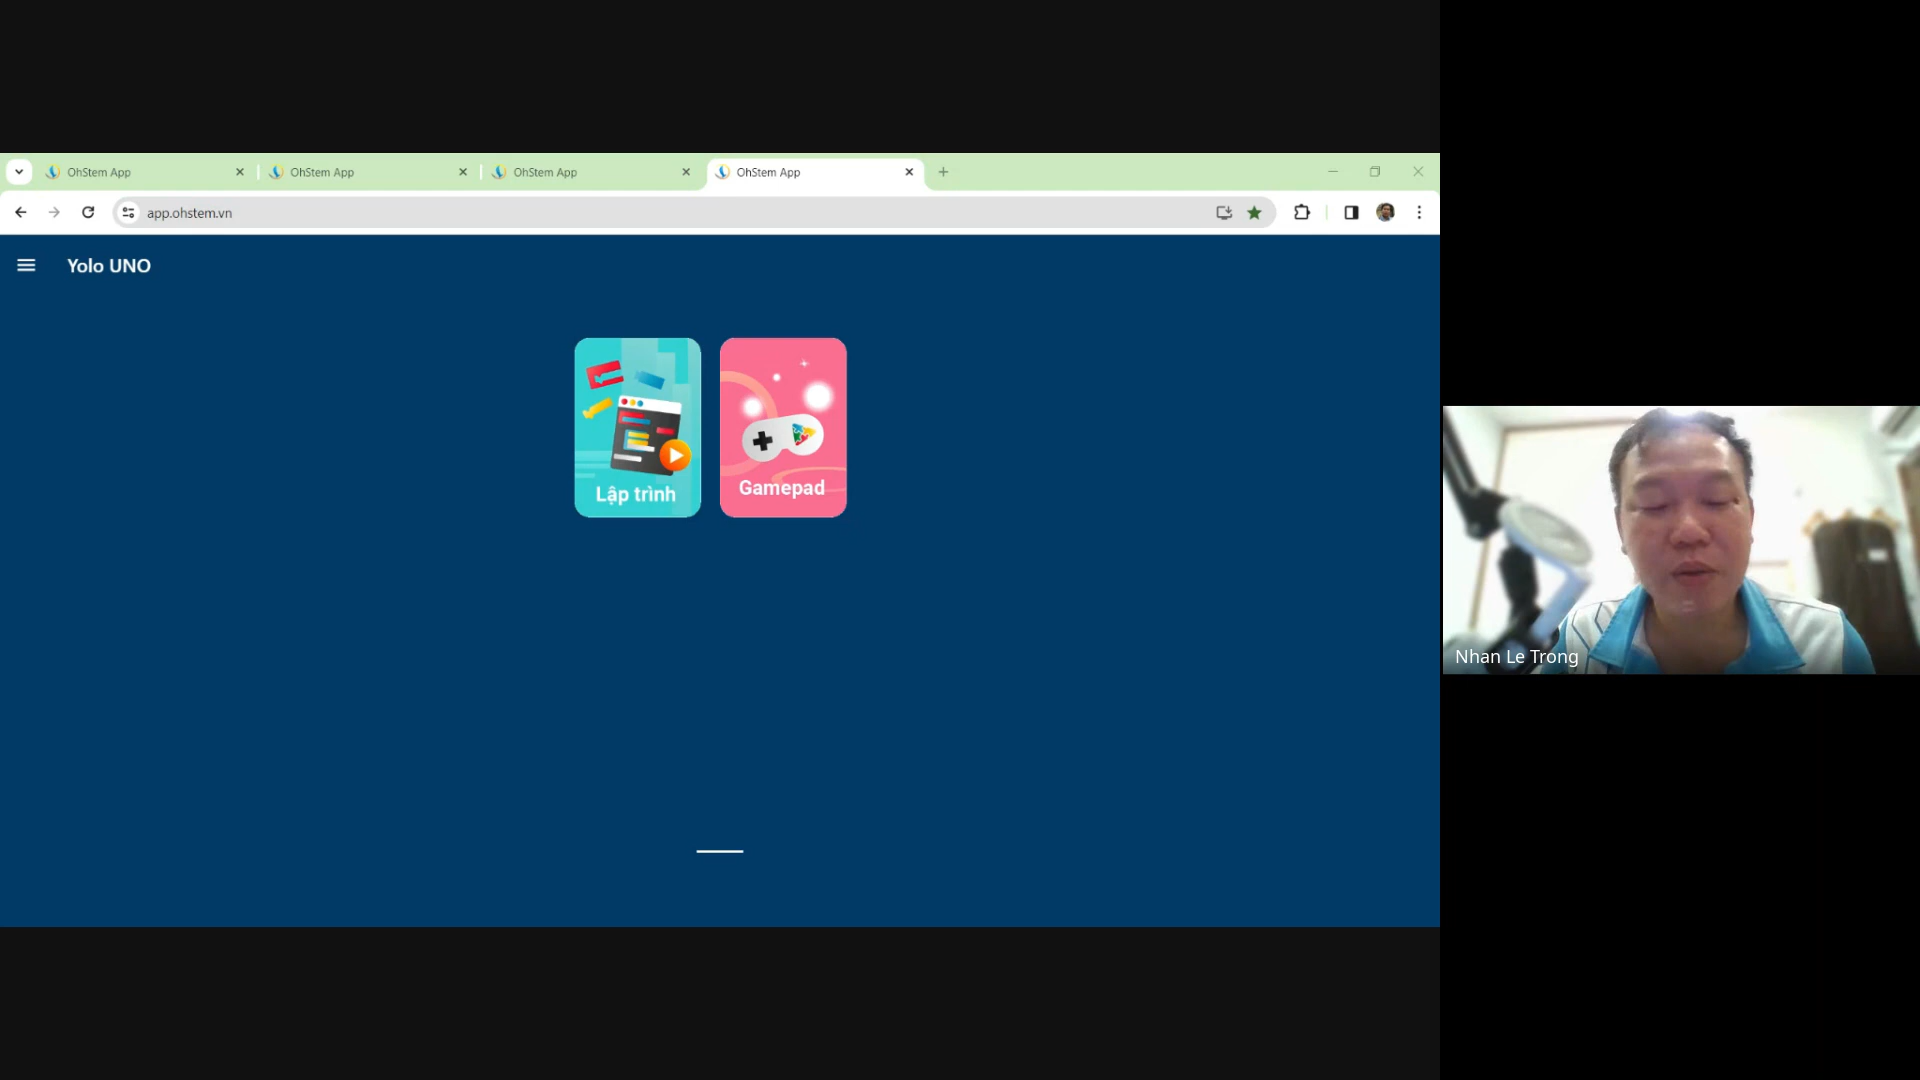 OhStem App
OhStem App
OhStem App
OhStem App
app.ohstem.vn
Yolo UNO
Lập trình
Gamepad
Nhan Le Trong